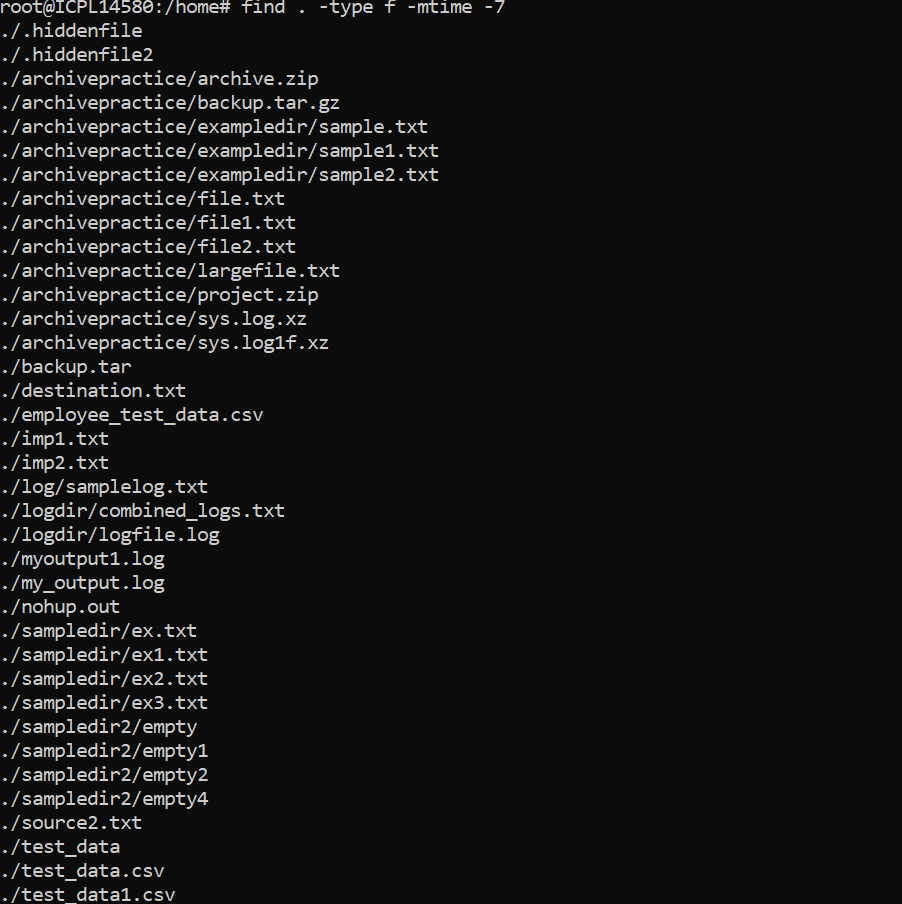 root@ICPL14580:/home# find . -type f -mtime -7
./.hiddenfile
./.hiddenfile2
./archivepractice/archive.zip
./archivepractice/backup.tar.gz
./archivepractice/exampledir/sample.txt
./archivepractice/exampledir/sample1.txt
./archivepractice/exampledir/sample2.txt
./archivepractice/file.txt
./archivepractice/file1.txt
./archivepractice/file2.txt
./archivepractice/largefile.txt
./archivepractice/project.zip
./archivepractice/sys.log.xz
./archivepractice/sys.log1f.xz
./backup.tar
./destination.txt
./employee_test_data.csv
./imp1.txt
./imp2.txt
./log/samplelog.txt
./logdir/combined_logs.txt
./logdir/logfile.log
./myoutput1.log
./my_output.log
./nohup.out
./sampledir/ex.txt
./sampledir/ex1.txt
./sampledir/ex2.txt
./sampledir/ex3.txt
./sampledir2/empty
./sampledir2/empty1
./sampledir2/empty2
./sampledir2/empty4
./source2.txt
./test_data
./test_data.csv
./test_data1.csv